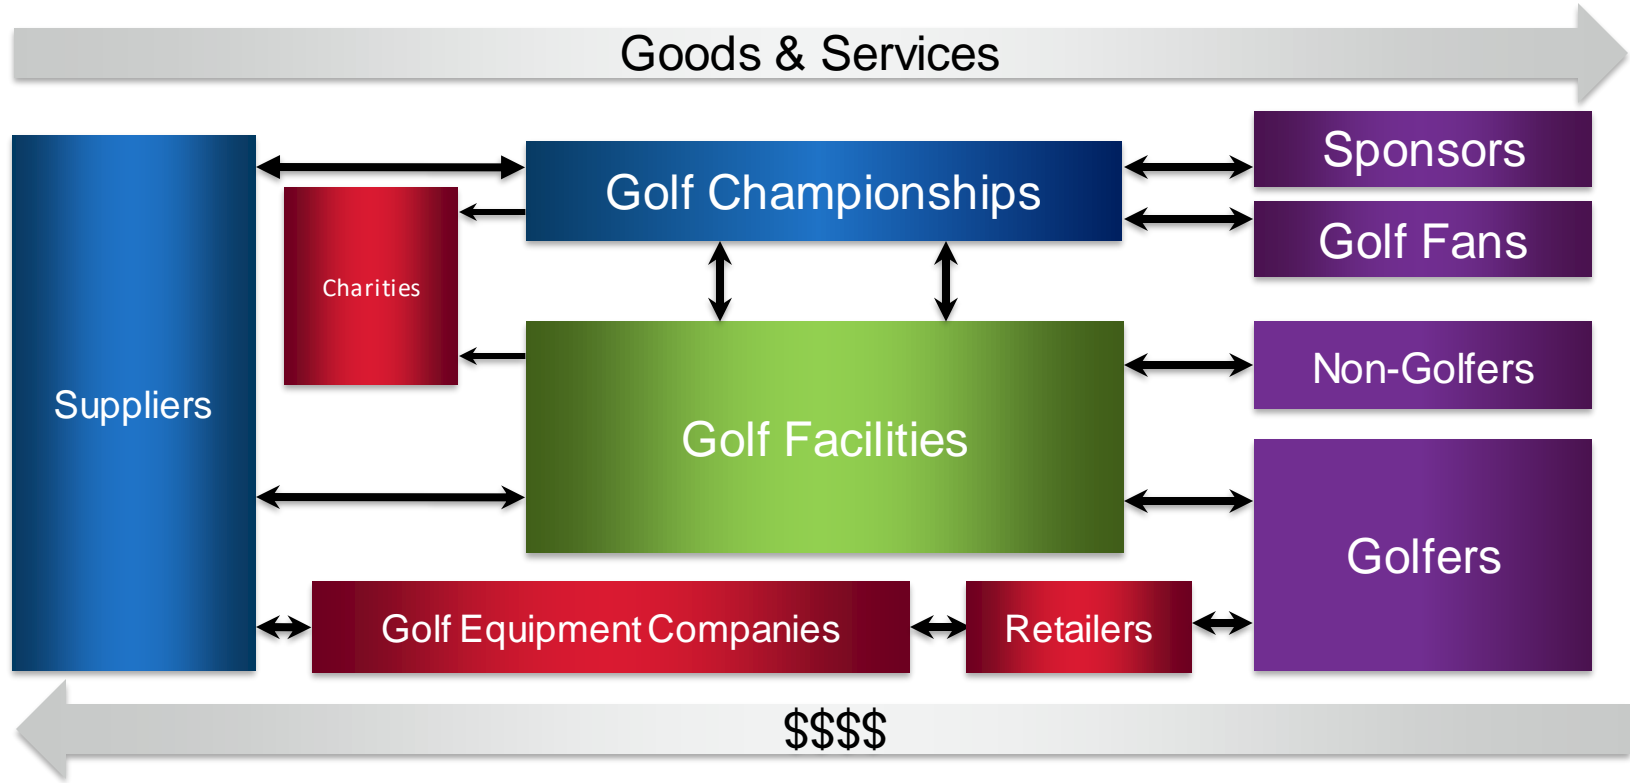 Goods & Services
Sponsors
Golf Championships
Golf Fans
Charities
Non-Golfers
Suppliers
Golf Facilities
Golfers
Golf Equipment Companies
Retailers
$$$$